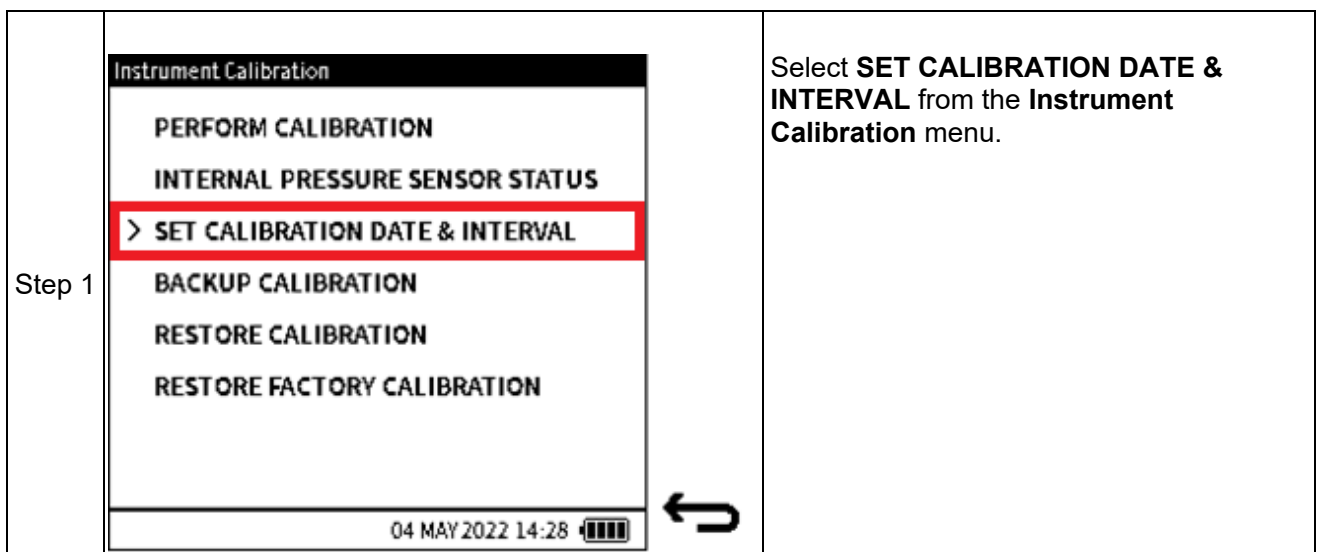 Step 1
Instrument Calibration
PERFORM CALIBRATION
INTERNAL PRESSURE SENSOR STATUS
> SET CALIBRATION DATE & INTERVAL
BACKUP CALIBRATION
RESTORE CALIBRATION
RESTORE FACTORY CALIBRATION
04 MAY 2022 14:28
Select SET CALIBRATION DATE &
INTERVAL from the Instrument
Calibration menu.